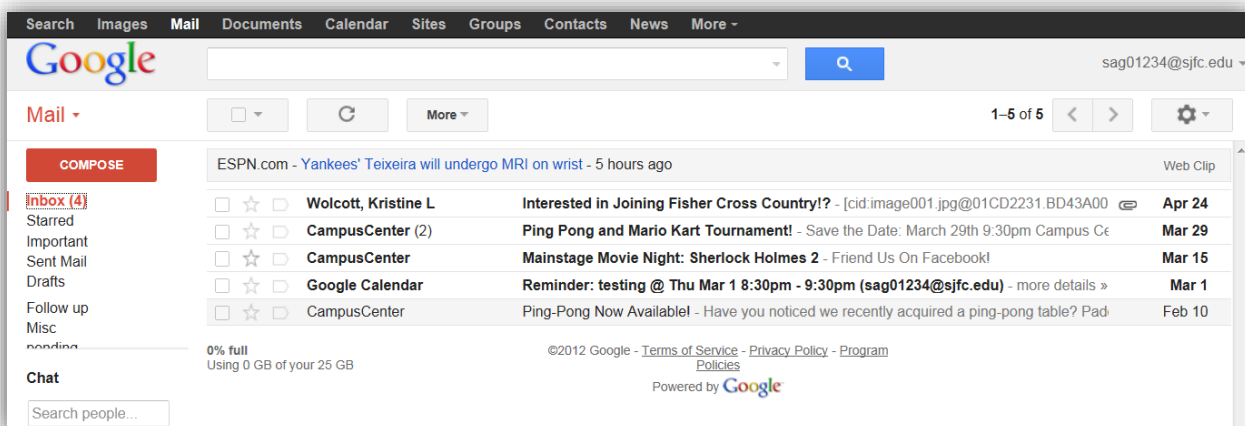 Search Images Mail Documents Calendar Sites Groups Contacts News More
Google
sag01234@sjfc.edu
Mail
More
1–5 of 5
COMPOSE
ESPN.com - Yankees' Teixeira will undergo MRI on wrist - 5 hours ago
Web Clip
Inbox (4)
Starred
Important
Sent Mail
Drafts
Follow up
Misc
pending
Wolcott, Kristine L Interested in Joining Fisher Cross Country!? - [cid:image001.jpg@01CD2231.BD43A00 Apr 24
CampusCenter (2) Ping Pong and Mario Kart Tournament! - Save the Date: March 29th 9:30pm Campus Ce Mar 29
CampusCenter Mainstage Movie Night: Sherlock Holmes 2 - Friend Us On Facebook! Mar 15
Google Calendar Reminder: testing @ Thu Mar 1 8:30pm - 9:30pm (sag01234@sjfc.edu) - more details » Mar 1
CampusCenter Ping-Pong Now Available! - Have you noticed we recently acquired a ping-pong table? Pad Feb 10
0% full
Using 0 GB of your 25 GB
©2012 Google - Terms of Service - Privacy Policy - Program
Policies
Powered by Google
Chat
Search people...